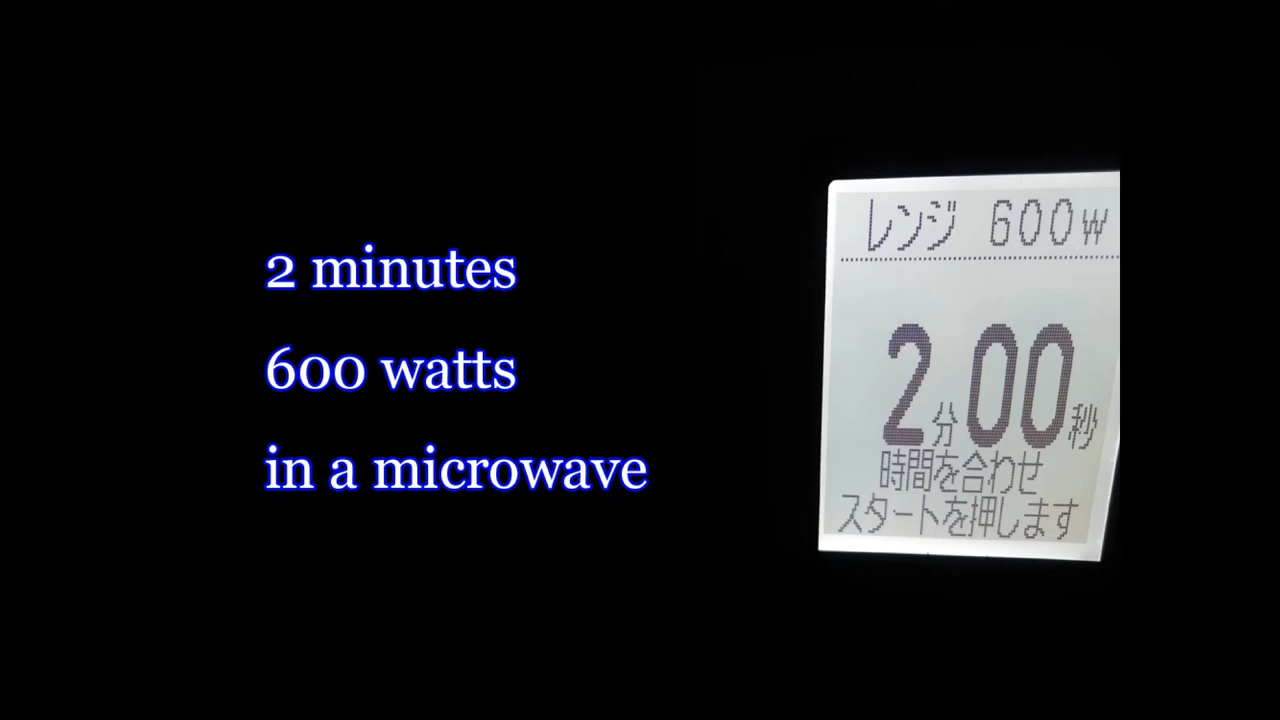 2 minutes
600 watts
in a microwave
レンジ 600W
2分00秒
時間を合わせ
スタートを押します